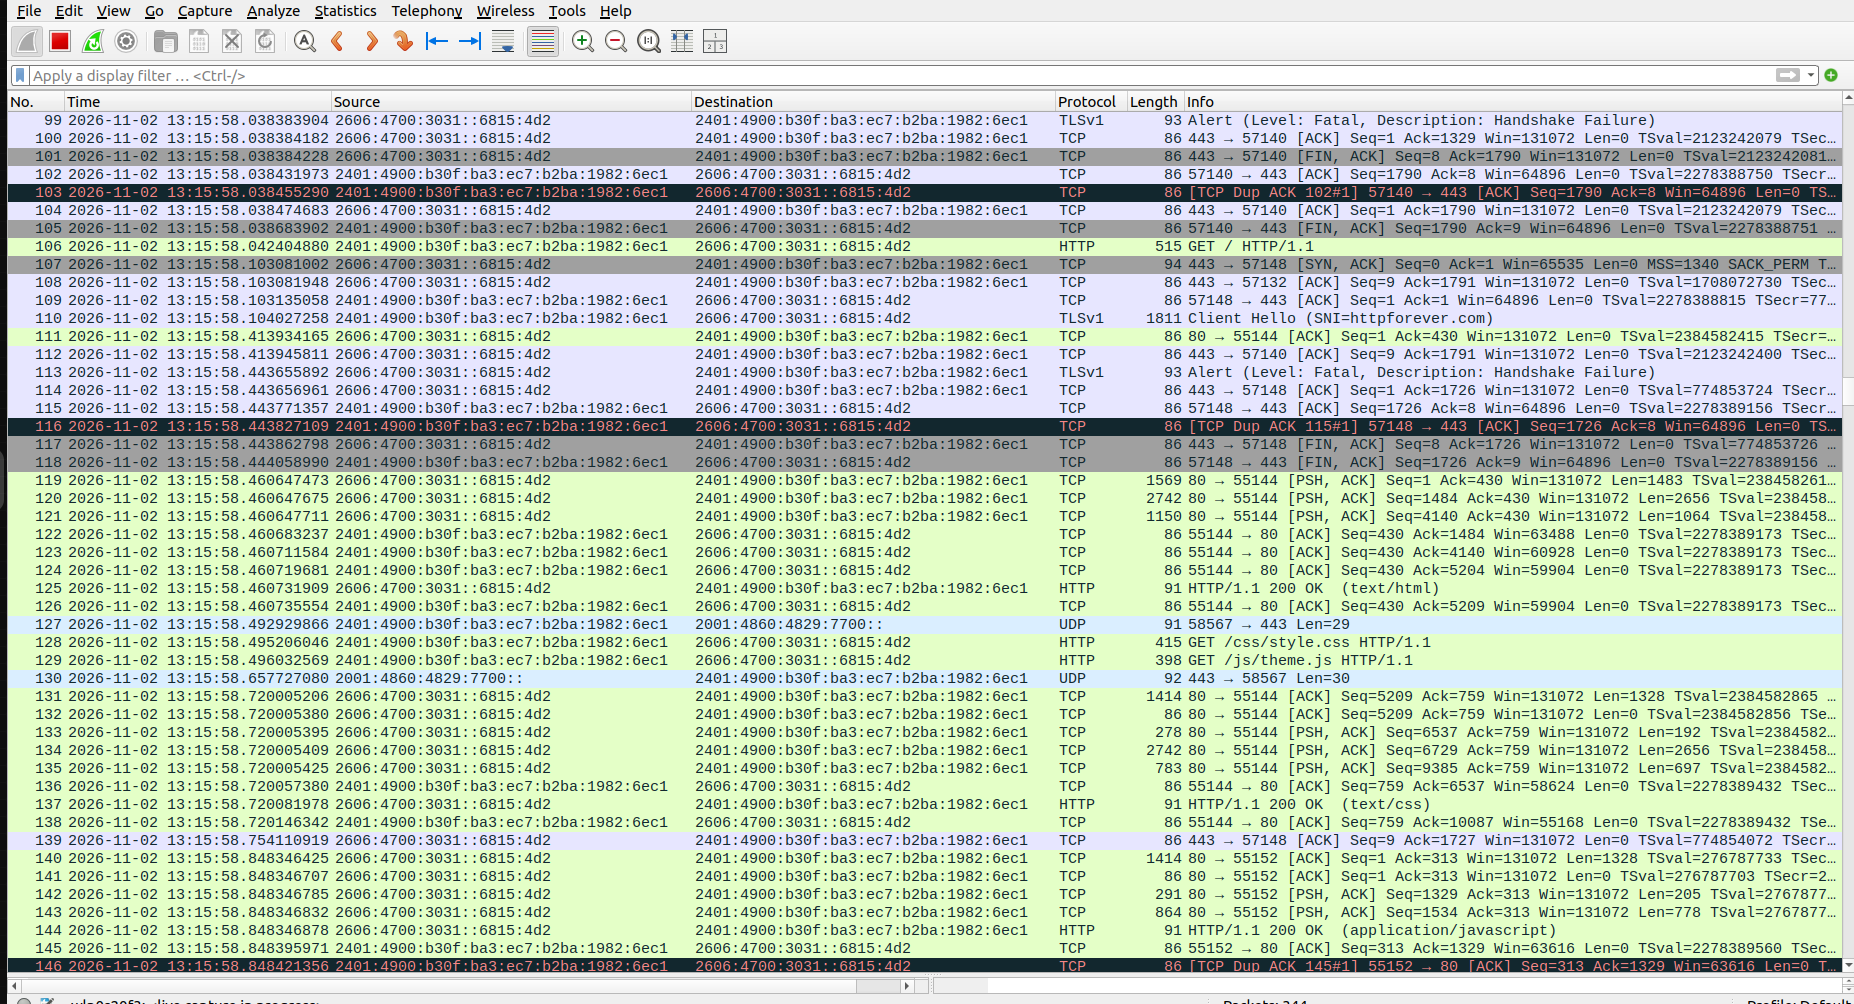 File Edit View Go Capture Analyze Statistics Telephony Wireless Tools Help
Apply a display filter … <Ctrl-/>
No. Time Source Destination Protocol Length Info
99 2026-11-02 13:15:58.038383904 2606:4700:3031::6815:4d2 2401:4900:b30f:ba3:ec7:b2ba:1982:6ec1 TLSv1 93 Alert (Level: Fatal, Description: Handshake Failure)
100 2026-11-02 13:15:58.038384182 2606:4700:3031::6815:4d2 2401:4900:b30f:ba3:ec7:b2ba:1982:6ec1 TCP 86 443 → 57140 [ACK] Seq=1 Ack=1329 Win=131072 Len=0 TSval=2123242079 TSec…
101 2026-11-02 13:15:58.038384228 2606:4700:3031::6815:4d2 2401:4900:b30f:ba3:ec7:b2ba:1982:6ec1 TCP 86 443 → 57140 [FIN, ACK] Seq=8 Ack=1790 Win=131072 Len=0 TSval=2123242081…
102 2026-11-02 13:15:58.038431973 2401:4900:b30f:ba3:ec7:b2ba:1982:6ec1 2606:4700:3031::6815:4d2 TCP 86 57140 → 443 [ACK] Seq=1790 Ack=8 Win=64896 Len=0 TSval=2278388750 TSecr…
103 2026-11-02 13:15:58.038455290 2401:4900:b30f:ba3:ec7:b2ba:1982:6ec1 2606:4700:3031::6815:4d2 TCP 86 [TCP Dup ACK 102#1] 57140 → 443 [ACK] Seq=1790 Ack=8 Win=64896 Len=0 TS…
104 2026-11-02 13:15:58.038474683 2606:4700:3031::6815:4d2 2401:4900:b30f:ba3:ec7:b2ba:1982:6ec1 TCP 86 443 → 57140 [ACK] Seq=1 Ack=1790 Win=131072 Len=0 TSval=2123242079 TSec…
105 2026-11-02 13:15:58.038683902 2401:4900:b30f:ba3:ec7:b2ba:1982:6ec1 2606:4700:3031::6815:4d2 TCP 86 57140 → 443 [FIN, ACK] Seq=1790 Ack=9 Win=64896 Len=0 TSval=2278388751 …
106 2026-11-02 13:15:58.042404880 2401:4900:b30f:ba3:ec7:b2ba:1982:6ec1 2606:4700:3031::6815:4d2 HTTP 515 GET / HTTP/1.1
107 2026-11-02 13:15:58.103081002 2606:4700:3031::6815:4d2 2401:4900:b30f:ba3:ec7:b2ba:1982:6ec1 TCP 94 443 → 57148 [SYN, ACK] Seq=0 Ack=1 Win=65535 Len=0 MSS=1340 SACK_PERM T…
108 2026-11-02 13:15:58.103081948 2606:4700:3031::6815:4d2 2401:4900:b30f:ba3:ec7:b2ba:1982:6ec1 TCP 86 443 → 57132 [ACK] Seq=9 Ack=1791 Win=131072 Len=0 TSval=1708072730 TSec…
109 2026-11-02 13:15:58.103135058 2401:4900:b30f:ba3:ec7:b2ba:1982:6ec1 2606:4700:3031::6815:4d2 TCP 86 57148 → 443 [ACK] Seq=1 Ack=1 Win=64896 Len=0 TSval=2278388815 TSecr=77…
110 2026-11-02 13:15:58.104027258 2401:4900:b30f:ba3:ec7:b2ba:1982:6ec1 2606:4700:3031::6815:4d2 TLSv1 1811 Client Hello (SNI=httpforever.com)
111 2026-11-02 13:15:58.413934165 2606:4700:3031::6815:4d2 2401:4900:b30f:ba3:ec7:b2ba:1982:6ec1 TCP 86 80 → 55144 [ACK] Seq=1 Ack=430 Win=131072 Len=0 TSval=2384582415 TSecr=…
112 2026-11-02 13:15:58.413945811 2606:4700:3031::6815:4d2 2401:4900:b30f:ba3:ec7:b2ba:1982:6ec1 TCP 86 443 → 57140 [ACK] Seq=9 Ack=1791 Win=131072 Len=0 TSval=2123242400 TSec…
113 2026-11-02 13:15:58.443655892 2606:4700:3031::6815:4d2 2401:4900:b30f:ba3:ec7:b2ba:1982:6ec1 TLSv1 93 Alert (Level: Fatal, Description: Handshake Failure)
114 2026-11-02 13:15:58.443656961 2606:4700:3031::6815:4d2 2401:4900:b30f:ba3:ec7:b2ba:1982:6ec1 TCP 86 443 → 57148 [ACK] Seq=1 Ack=1726 Win=131072 Len=0 TSval=774853724 TSecr…
115 2026-11-02 13:15:58.443771357 2401:4900:b30f:ba3:ec7:b2ba:1982:6ec1 2606:4700:3031::6815:4d2 TCP 86 57148 → 443 [ACK] Seq=1726 Ack=8 Win=64896 Len=0 TSval=2278389156 TSecr…
116 2026-11-02 13:15:58.443827109 2401:4900:b30f:ba3:ec7:b2ba:1982:6ec1 2606:4700:3031::6815:4d2 TCP 86 [TCP Dup ACK 115#1] 57148 → 443 [ACK] Seq=1726 Ack=8 Win=64896 Len=0 TS…
117 2026-11-02 13:15:58.443862798 2606:4700:3031::6815:4d2 2401:4900:b30f:ba3:ec7:b2ba:1982:6ec1 TCP 86 443 → 57148 [FIN, ACK] Seq=8 Ack=1726 Win=131072 Len=0 TSval=774853726 …
118 2026-11-02 13:15:58.444058990 2401:4900:b30f:ba3:ec7:b2ba:1982:6ec1 2606:4700:3031::6815:4d2 TCP 86 57148 → 443 [FIN, ACK] Seq=1726 Ack=9 Win=64896 Len=0 TSval=2278389156 …
119 2026-11-02 13:15:58.460647473 2606:4700:3031::6815:4d2 2401:4900:b30f:ba3:ec7:b2ba:1982:6ec1 TCP 1569 80 → 55144 [PSH, ACK] Seq=1 Ack=430 Win=131072 Len=1483 TSval=238458261…
120 2026-11-02 13:15:58.460647675 2606:4700:3031::6815:4d2 2401:4900:b30f:ba3:ec7:b2ba:1982:6ec1 TCP 2742 80 → 55144 [PSH, ACK] Seq=1484 Ack=430 Win=131072 Len=2656 TSval=238458…
121 2026-11-02 13:15:58.460647711 2606:4700:3031::6815:4d2 2401:4900:b30f:ba3:ec7:b2ba:1982:6ec1 TCP 1150 80 → 55144 [PSH, ACK] Seq=4140 Ack=430 Win=131072 Len=1064 TSval=238458…
122 2026-11-02 13:15:58.460683237 2401:4900:b30f:ba3:ec7:b2ba:1982:6ec1 2606:4700:3031::6815:4d2 TCP 86 55144 → 80 [ACK] Seq=430 Ack=1484 Win=63488 Len=0 TSval=2278389173 TSec…
123 2026-11-02 13:15:58.460711584 2401:4900:b30f:ba3:ec7:b2ba:1982:6ec1 2606:4700:3031::6815:4d2 TCP 86 55144 → 80 [ACK] Seq=430 Ack=4140 Win=60928 Len=0 TSval=2278389173 TSec…
124 2026-11-02 13:15:58.460719681 2401:4900:b30f:ba3:ec7:b2ba:1982:6ec1 2606:4700:3031::6815:4d2 TCP 86 55144 → 80 [ACK] Seq=430 Ack=5204 Win=59904 Len=0 TSval=2278389173 TSec…
125 2026-11-02 13:15:58.460731909 2606:4700:3031::6815:4d2 2401:4900:b30f:ba3:ec7:b2ba:1982:6ec1 HTTP 91 HTTP/1.1 200 OK  (text/html)
126 2026-11-02 13:15:58.460735554 2401:4900:b30f:ba3:ec7:b2ba:1982:6ec1 2606:4700:3031::6815:4d2 TCP 86 55144 → 80 [ACK] Seq=430 Ack=5209 Win=59904 Len=0 TSval=2278389173 TSec…
127 2026-11-02 13:15:58.492929866 2401:4900:b30f:ba3:ec7:b2ba:1982:6ec1 2001:4860:4829:7700:: UDP 91 58567 → 443 Len=29
128 2026-11-02 13:15:58.495206046 2401:4900:b30f:ba3:ec7:b2ba:1982:6ec1 2606:4700:3031::6815:4d2 HTTP 415 GET /css/style.css HTTP/1.1
129 2026-11-02 13:15:58.496032569 2401:4900:b30f:ba3:ec7:b2ba:1982:6ec1 2606:4700:3031::6815:4d2 HTTP 398 GET /js/theme.js HTTP/1.1
130 2026-11-02 13:15:58.657727080 2001:4860:4829:7700:: 2401:4900:b30f:ba3:ec7:b2ba:1982:6ec1 UDP 92 443 → 58567 Len=30
131 2026-11-02 13:15:58.720005206 2606:4700:3031::6815:4d2 2401:4900:b30f:ba3:ec7:b2ba:1982:6ec1 TCP 1414 80 → 55144 [ACK] Seq=5209 Ack=759 Win=131072 Len=1328 TSval=2384582865 …
132 2026-11-02 13:15:58.720005380 2606:4700:3031::6815:4d2 2401:4900:b30f:ba3:ec7:b2ba:1982:6ec1 TCP 86 80 → 55144 [ACK] Seq=5209 Ack=759 Win=131072 Len=0 TSval=2384582856 TSe…
133 2026-11-02 13:15:58.720005395 2606:4700:3031::6815:4d2 2401:4900:b30f:ba3:ec7:b2ba:1982:6ec1 TCP 278 80 → 55144 [PSH, ACK] Seq=6537 Ack=759 Win=131072 Len=192 TSval=2384582…
134 2026-11-02 13:15:58.720005409 2606:4700:3031::6815:4d2 2401:4900:b30f:ba3:ec7:b2ba:1982:6ec1 TCP 2742 80 → 55144 [PSH, ACK] Seq=6729 Ack=759 Win=131072 Len=2656 TSval=238458…
135 2026-11-02 13:15:58.720005425 2606:4700:3031::6815:4d2 2401:4900:b30f:ba3:ec7:b2ba:1982:6ec1 TCP 783 80 → 55144 [PSH, ACK] Seq=9385 Ack=759 Win=131072 Len=697 TSval=2384582…
136 2026-11-02 13:15:58.720057380 2401:4900:b30f:ba3:ec7:b2ba:1982:6ec1 2606:4700:3031::6815:4d2 TCP 86 55144 → 80 [ACK] Seq=759 Ack=6537 Win=58624 Len=0 TSval=2278389432 TSec…
137 2026-11-02 13:15:58.720081978 2606:4700:3031::6815:4d2 2401:4900:b30f:ba3:ec7:b2ba:1982:6ec1 HTTP 91 HTTP/1.1 200 OK  (text/css)
138 2026-11-02 13:15:58.720146342 2401:4900:b30f:ba3:ec7:b2ba:1982:6ec1 2606:4700:3031::6815:4d2 TCP 86 55144 → 80 [ACK] Seq=759 Ack=10087 Win=55168 Len=0 TSval=2278389432 TSe…
139 2026-11-02 13:15:58.754110919 2606:4700:3031::6815:4d2 2401:4900:b30f:ba3:ec7:b2ba:1982:6ec1 TCP 86 443 → 57148 [ACK] Seq=9 Ack=1727 Win=131072 Len=0 TSval=774854072 TSecr…
140 2026-11-02 13:15:58.848346425 2606:4700:3031::6815:4d2 2401:4900:b30f:ba3:ec7:b2ba:1982:6ec1 TCP 1414 80 → 55152 [ACK] Seq=1 Ack=313 Win=131072 Len=1328 TSval=276787733 TSec…
141 2026-11-02 13:15:58.848346707 2606:4700:3031::6815:4d2 2401:4900:b30f:ba3:ec7:b2ba:1982:6ec1 TCP 86 80 → 55152 [ACK] Seq=1 Ack=313 Win=131072 Len=0 TSval=276787703 TSecr=2…
142 2026-11-02 13:15:58.848346785 2606:4700:3031::6815:4d2 2401:4900:b30f:ba3:ec7:b2ba:1982:6ec1 TCP 291 80 → 55152 [PSH, ACK] Seq=1329 Ack=313 Win=131072 Len=205 TSval=2767877…
143 2026-11-02 13:15:58.848346832 2606:4700:3031::6815:4d2 2401:4900:b30f:ba3:ec7:b2ba:1982:6ec1 TCP 864 80 → 55152 [PSH, ACK] Seq=1534 Ack=313 Win=131072 Len=778 TSval=2767877…
144 2026-11-02 13:15:58.848346878 2606:4700:3031::6815:4d2 2401:4900:b30f:ba3:ec7:b2ba:1982:6ec1 HTTP 91 HTTP/1.1 200 OK  (application/javascript)
145 2026-11-02 13:15:58.848395971 2401:4900:b30f:ba3:ec7:b2ba:1982:6ec1 2606:4700:3031::6815:4d2 TCP 86 55152 → 80 [ACK] Seq=313 Ack=1329 Win=63616 Len=0 TSval=2278389560 TSec…
146 2026-11-02 13:15:58.848421356 2401:4900:b30f:ba3:ec7:b2ba:1982:6ec1 2606:4700:3031::6815:4d2 TCP 86 [TCP Dup ACK 145#1] 55152 → 80 [ACK] Seq=313 Ack=1329 Win=63616 Len=0 T…